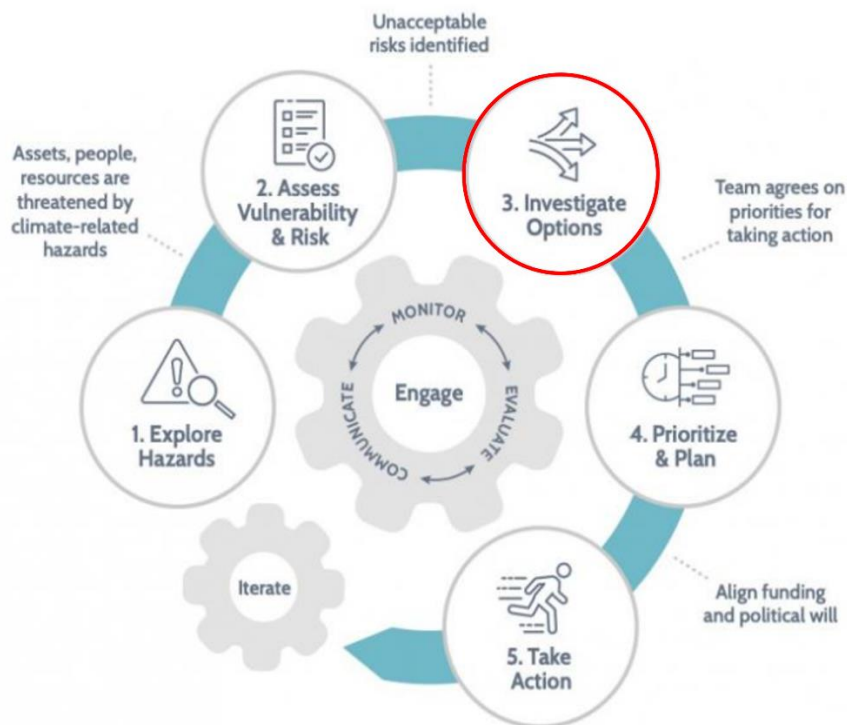 Unacceptable
risks identified
Assets, people,
resources are
threatened by
climate-related
hazards
2. Assess
Vulnerability
& Risk
3. Investigate
Options
Team agrees on
priorities for
taking action
1. Explore
Hazards
MONITOR
Engage
COMMUNICATE
EVALUATE
4. Prioritize
& Plan
Iterate
5. Take
Action
Align funding
and political will